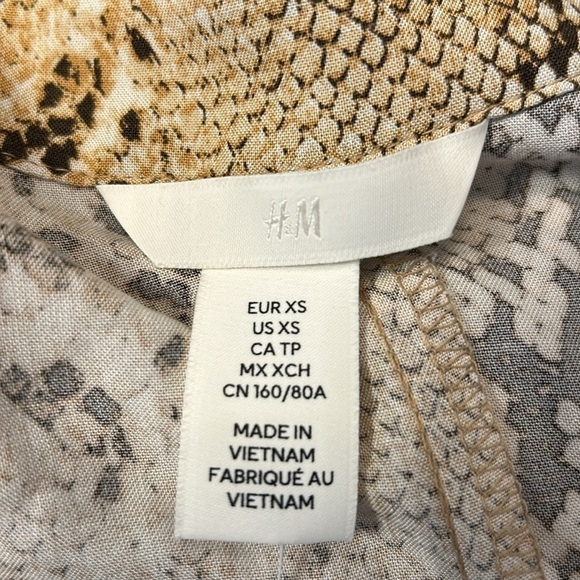 H&M
EUR XS
US XS
CA TP
MX XCH
CN 160/80A
MADE IN
VIETNAM
FABRIQUÉ AU
VIETNAM